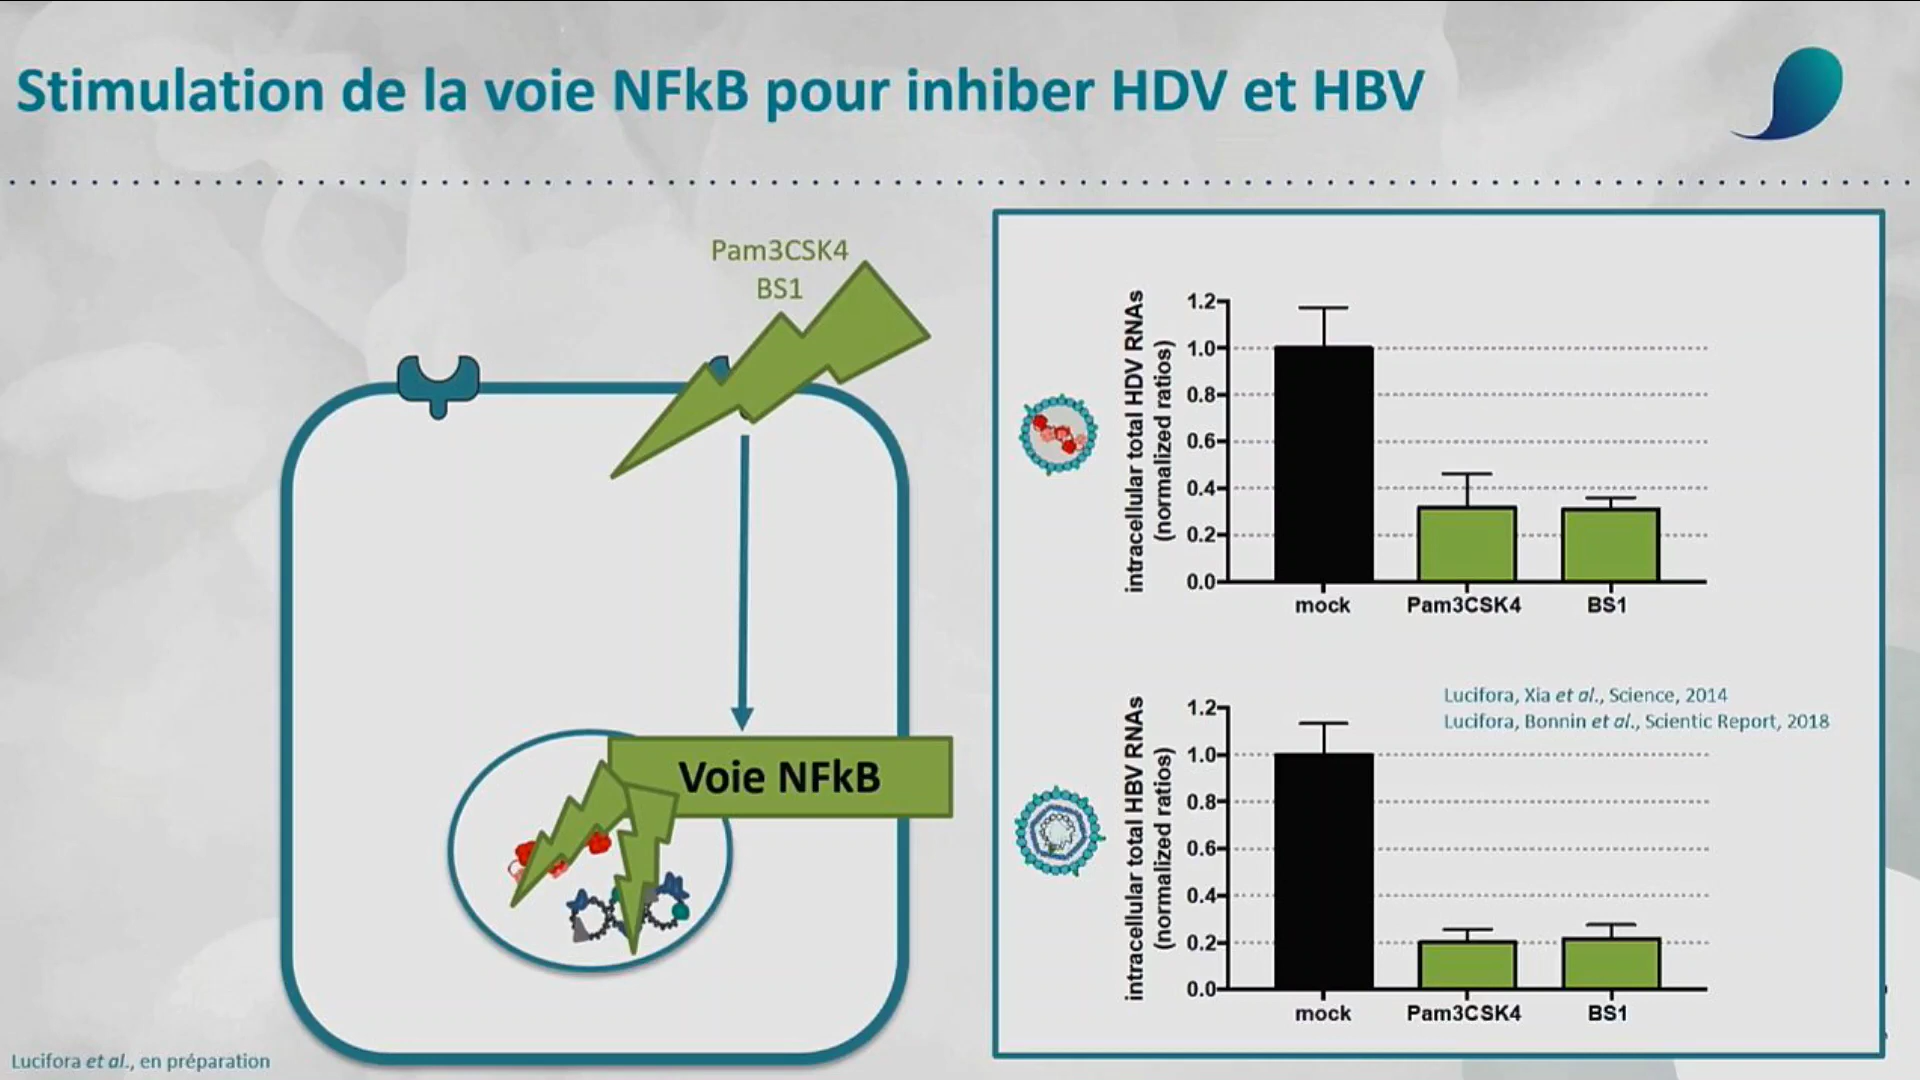 Stimulation de la voie NFkB pour inhiber HDV et HBV
Pam3CSK4
BS1
Voie NFkB
Lucifora et al., en préparation
intracellular total HDV RNAs
(normalized ratios)
1.2
1.0
0.8
0.6
0.4
0.2
0.0
mock
Pam3CSK4
BS1
Lucifora, Xia et al., Science, 2014
Lucifora, Bonnin et al., Scientic Report, 2018
intracellular total HBV RNAs
(normalized ratios)
1.2
1.0
0.8
0.6
0.4
0.2
0.0
mock
Pam3CSK4
BS1